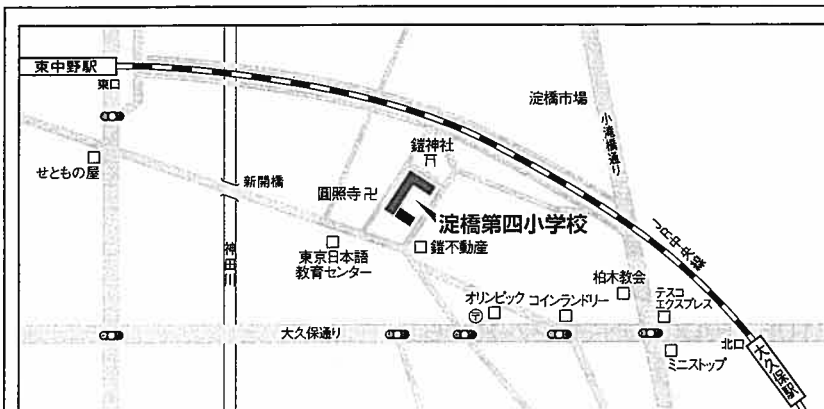 東中野駅
東口
淀橋市場
小滝橋通り
鎧神社
せともの屋
新開橋
圓照寺卍
淀橋第四小学校
神田川
東京日本語
教育センター
鎧不動産
JR中央線
柏木教会
オリンピック
コインランドリー
テスコ
エクスプレス
〒
大久保通り
北口
大久保駅
ミニストップ